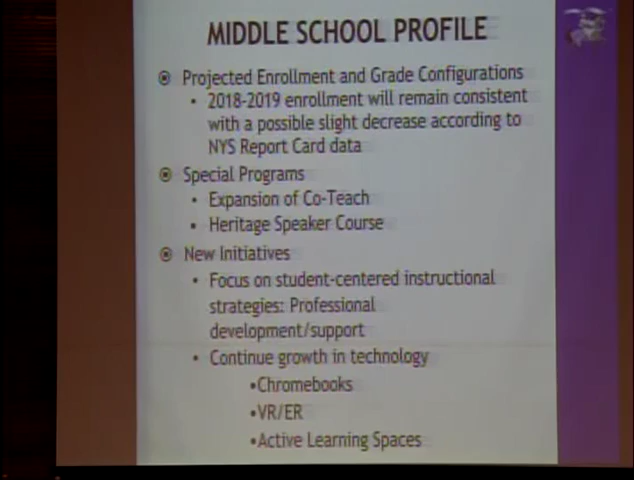 MIDDLE SCHOOL PROFILE
Projected Enrollment and Grade Configurations
• 2018-2019 enrollment will remain consistent
with a possible slight decrease according to
NYS Report Card data
Special Programs
• Expansion of Co-Teach
• Heritage Speaker Course
New Initiatives
• Focus on student-centered instructional
strategies: Professional
development/support
• Continue growth in technology
•Chromebooks
•VR/ER
•Active Learning Spaces